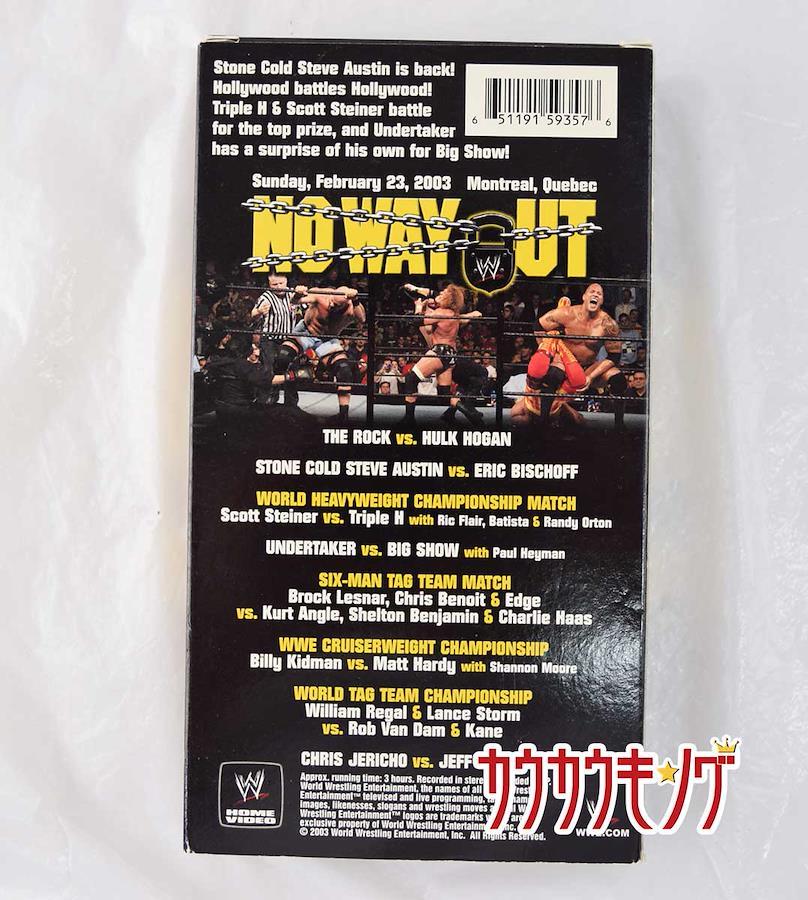 Stone Cold Steve Austin is back!
Hollywood battles Hollywood!
Triple H & Scott Steiner battle
for the top prize, and Undertaker
has a surprise of his own for Big Show!
6 51191 59357 6
Sunday, February 23, 2003 Montreal, Quebec
NO WAY OUT
THE ROCK vs. HULK HOGAN
STONE COLD STEVE AUSTIN vs. ERIC BISCHOFF
WORLD HEAVYWEIGHT CHAMPIONSHIP MATCH
Scott Steiner vs. Triple H with Ric Flair, Batista & Randy Orton
UNDERTAKER vs. BIG SHOW with Paul Heyman
SIX-MAN TAG TEAM MATCH
Brock Lesnar, Chris Benoit & Edge
vs. Kurt Angle, Shelton Benjamin & Charlie Haas
WWE CRUISERWEIGHT CHAMPIONSHIP
Billy Kidman vs. Matt Hardy with Shannon Moore
WORLD TAG TEAM CHAMPIONSHIP
William Regal & Lance Storm
vs. Rob Van Dam & Kane
CHRIS JERICHO vs. JEFF
W
HOME
VIDEO
Approx. running time: 3 hours. Recorded in stereo
World Wrestling Entertainment, the names of all
Entertainment™ televised and live programming,
images, likenesses, slogans and wrestling moves
Wrestling Entertainment™ logos are trademarks
exclusive property of World Wrestling Entertainment,
© 2003 World Wrestling Entertainment, Inc. All Rights Reserved.
カウカウキング
WWE.COM